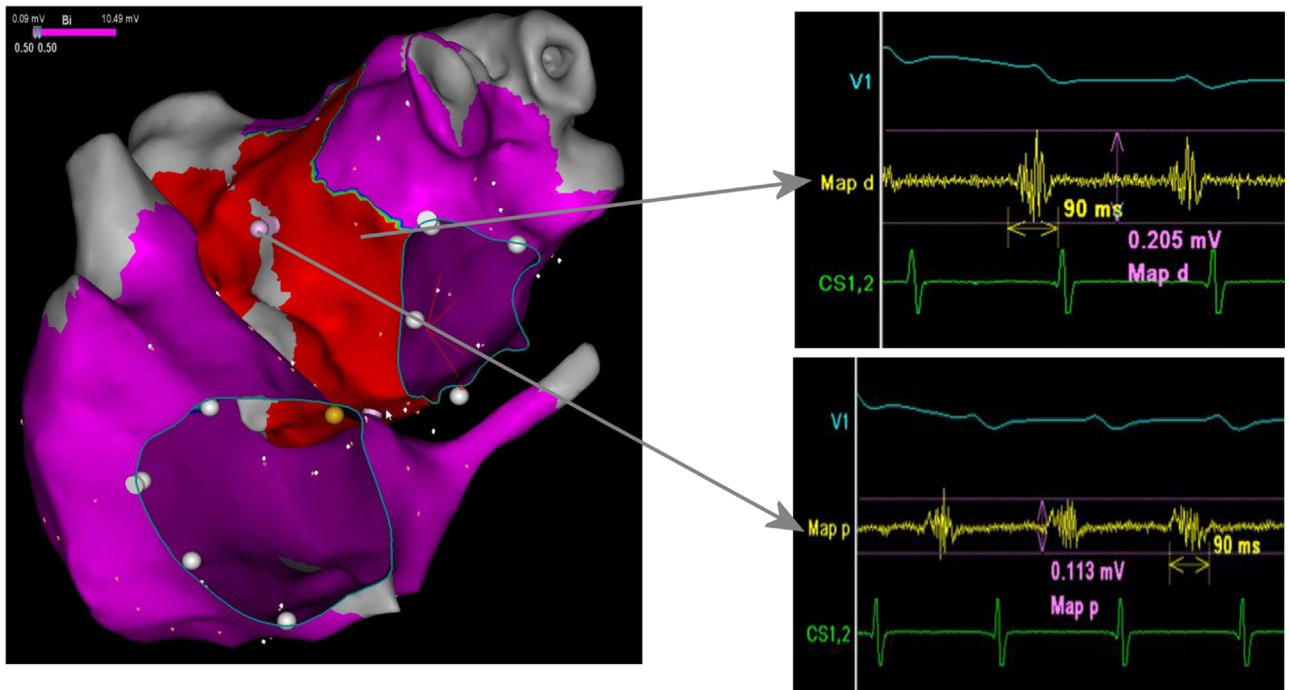 0.09 mV Bi 10.49 mV
0.50 0.50
V1
Map d
90 ms
0.205 mV
Map d
CS1,2
V1
Map p
90 ms
0.113 mV
Map p
CS1,2